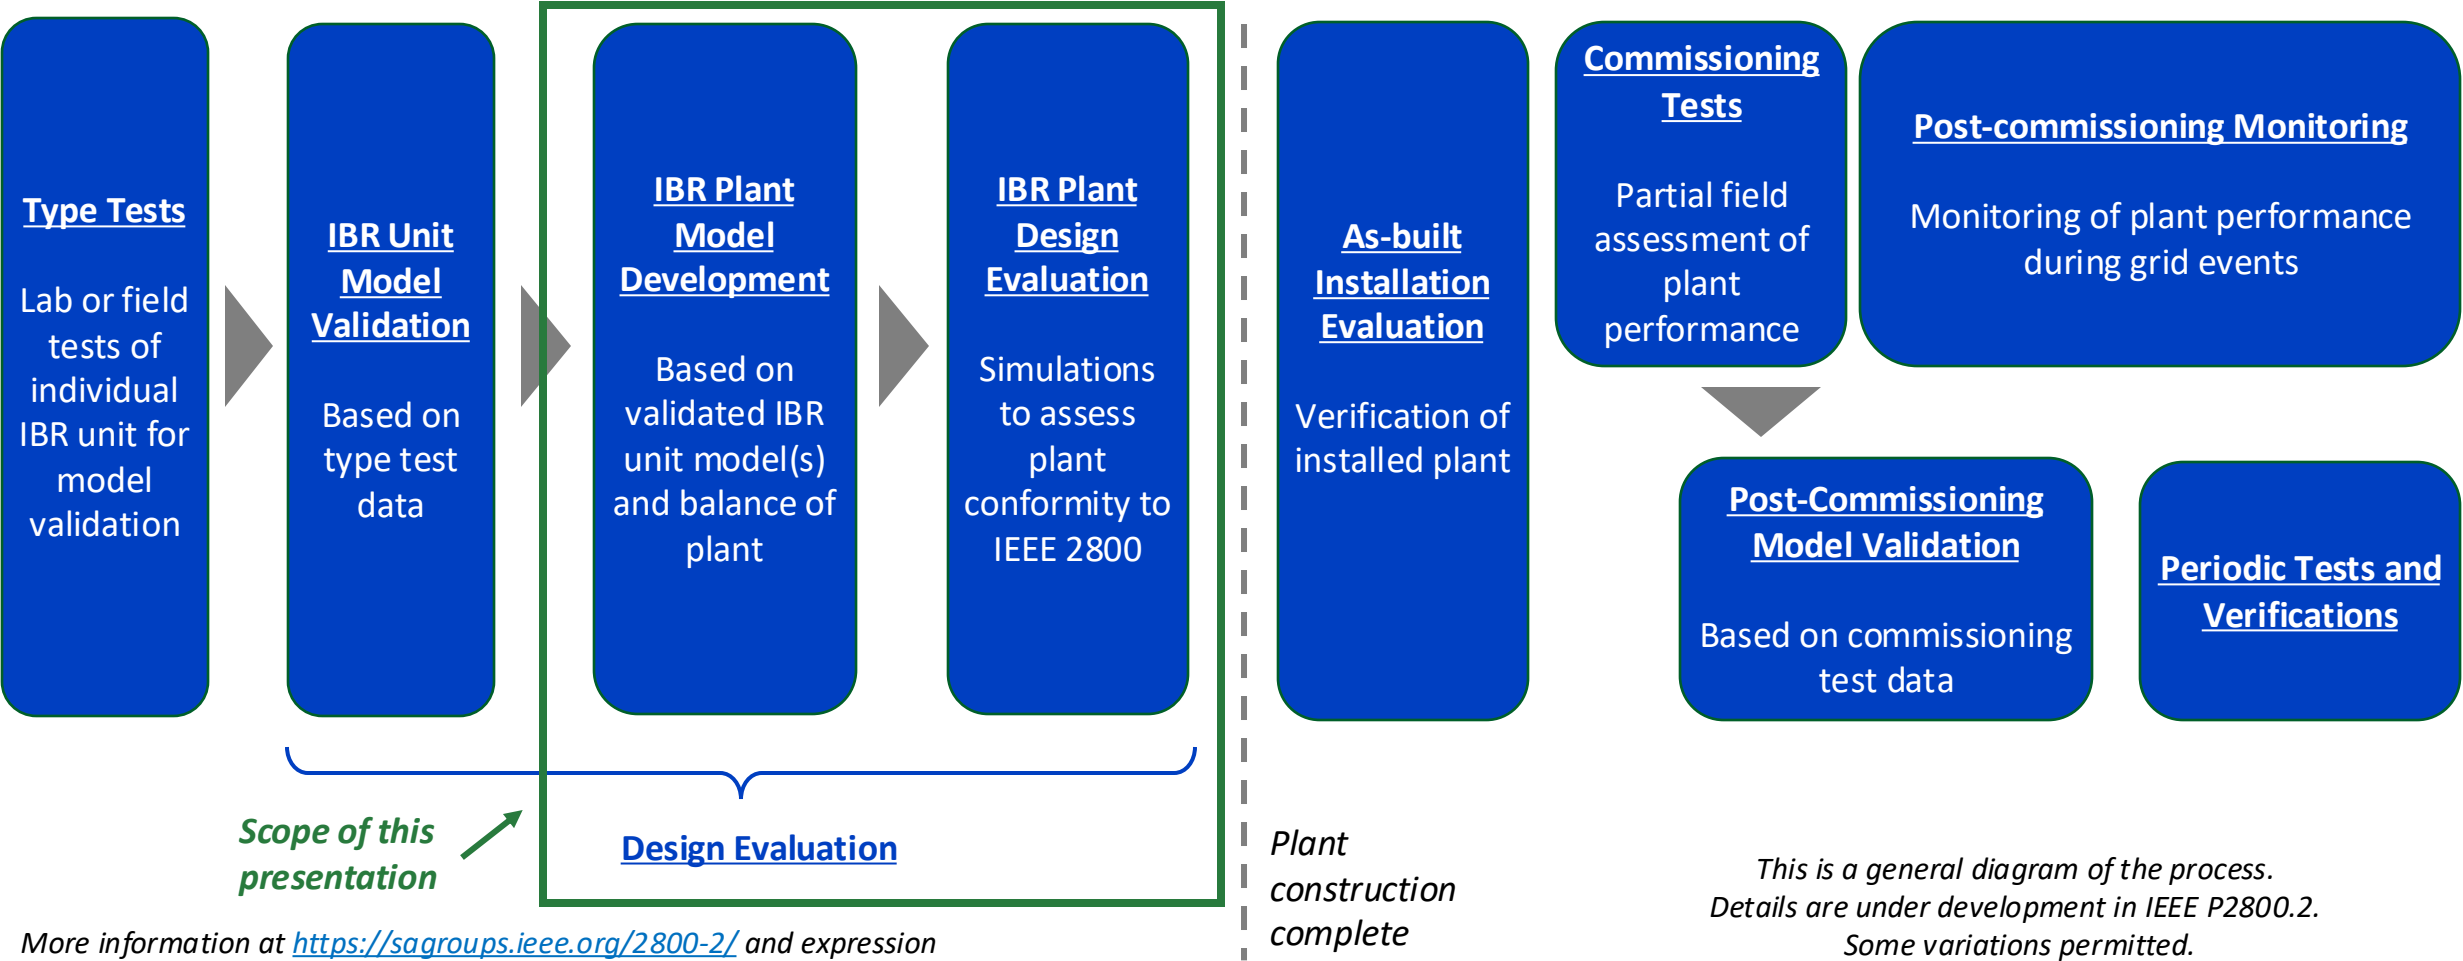 Type Tests
Lab or field
tests of
individual
IBR unit for
model
validation
IBR Unit
Model
Validation
Based on
type test
data
IBR Plant
Model
Development
Based on
validated IBR
unit model(s)
and balance of
plant
IBR Plant
Design
Evaluation
Simulations
to assess
plant
conformity to
IEEE 2800
As-built
Installation
Evaluation
Verification of
installed plant
Commissioning
Tests
Partial field
assessment of
plant
performance
Post-commissioning Monitoring
Monitoring of plant performance
during grid events
Post-Commissioning
Model Validation
Based on commissioning
test data
Periodic Tests and
Verifications
Scope of this
presentation
Design Evaluation
Plant
construction
complete
This is a general diagram of the process.
Details are under development in IEEE P2800.2.
Some variations permitted.
More information at https://sagroups.ieee.org/2800-2/ and expression